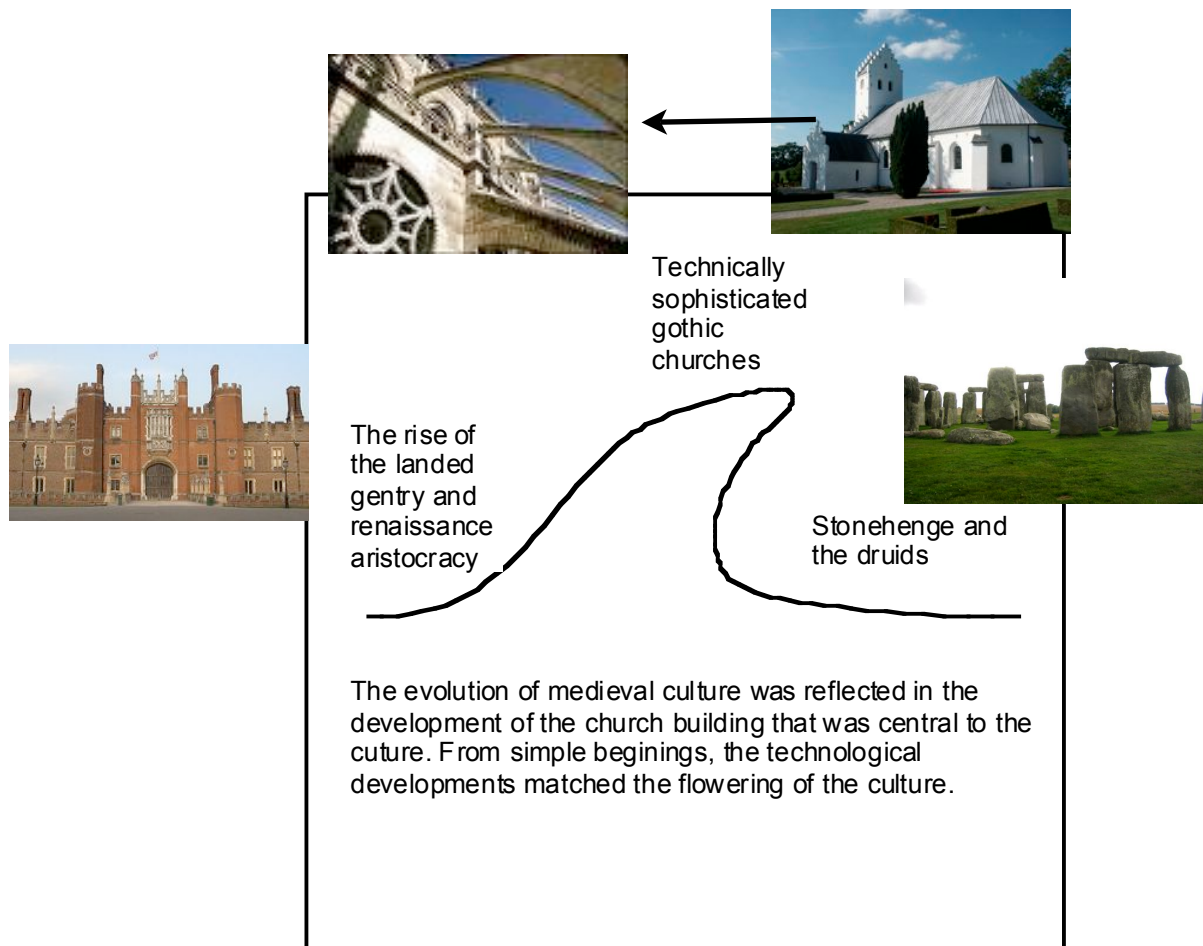 Technically
sophisticated
gothic
churches
The rise of
the landed
gentry and
renaissance
aristocracy
Stonehenge and
the druids
The evolution of medieval culture was reflected in the
development of the church building that was central to the
cuture. From simple beginings, the technological
developments matched the flowering of the culture.